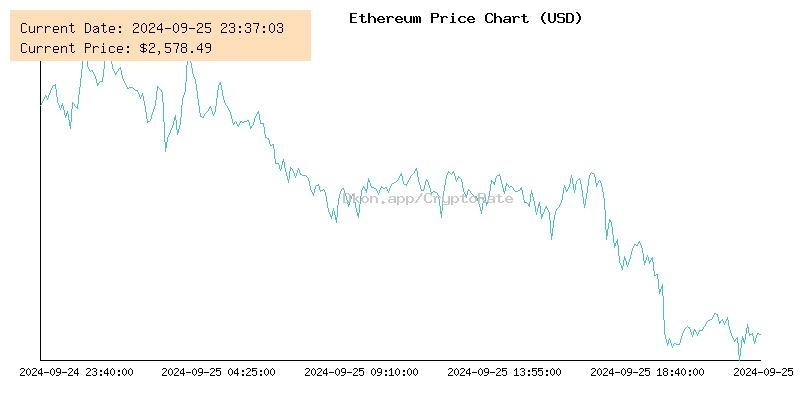 Ethereum Price Chart (USD)
Current Date: 2024-09-25 23:37:03
Current Price: $2,578.49
Dkon.app/CryptoRate
2024-09-24 23:40:00 2024-09-25 04:25:00 2024-09-25 09:10:00 2024-09-25 13:55:00 2024-09-25 18:40:00 2024-09-25